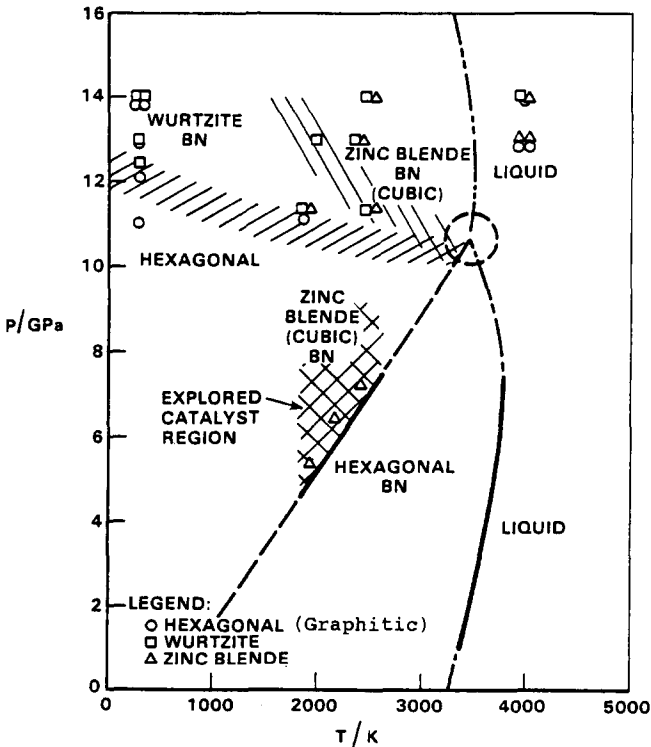 16
14
12
10
8
6
4
2
0
P/GPa
0
1000
2000
3000
4000
5000
T/K
WURTZITE
BN
ZINC BLENDE
BN
(CUBIC)
LIQUID
HEXAGONAL
ZINC
BLENDE
(CUBIC)
BN
EXPLORED
CATALYST
REGION
HEXAGONAL
BN
LIQUID
LEGEND:
HEXAGONAL (Graphitic)
WURTZITE
ZINC BLENDE